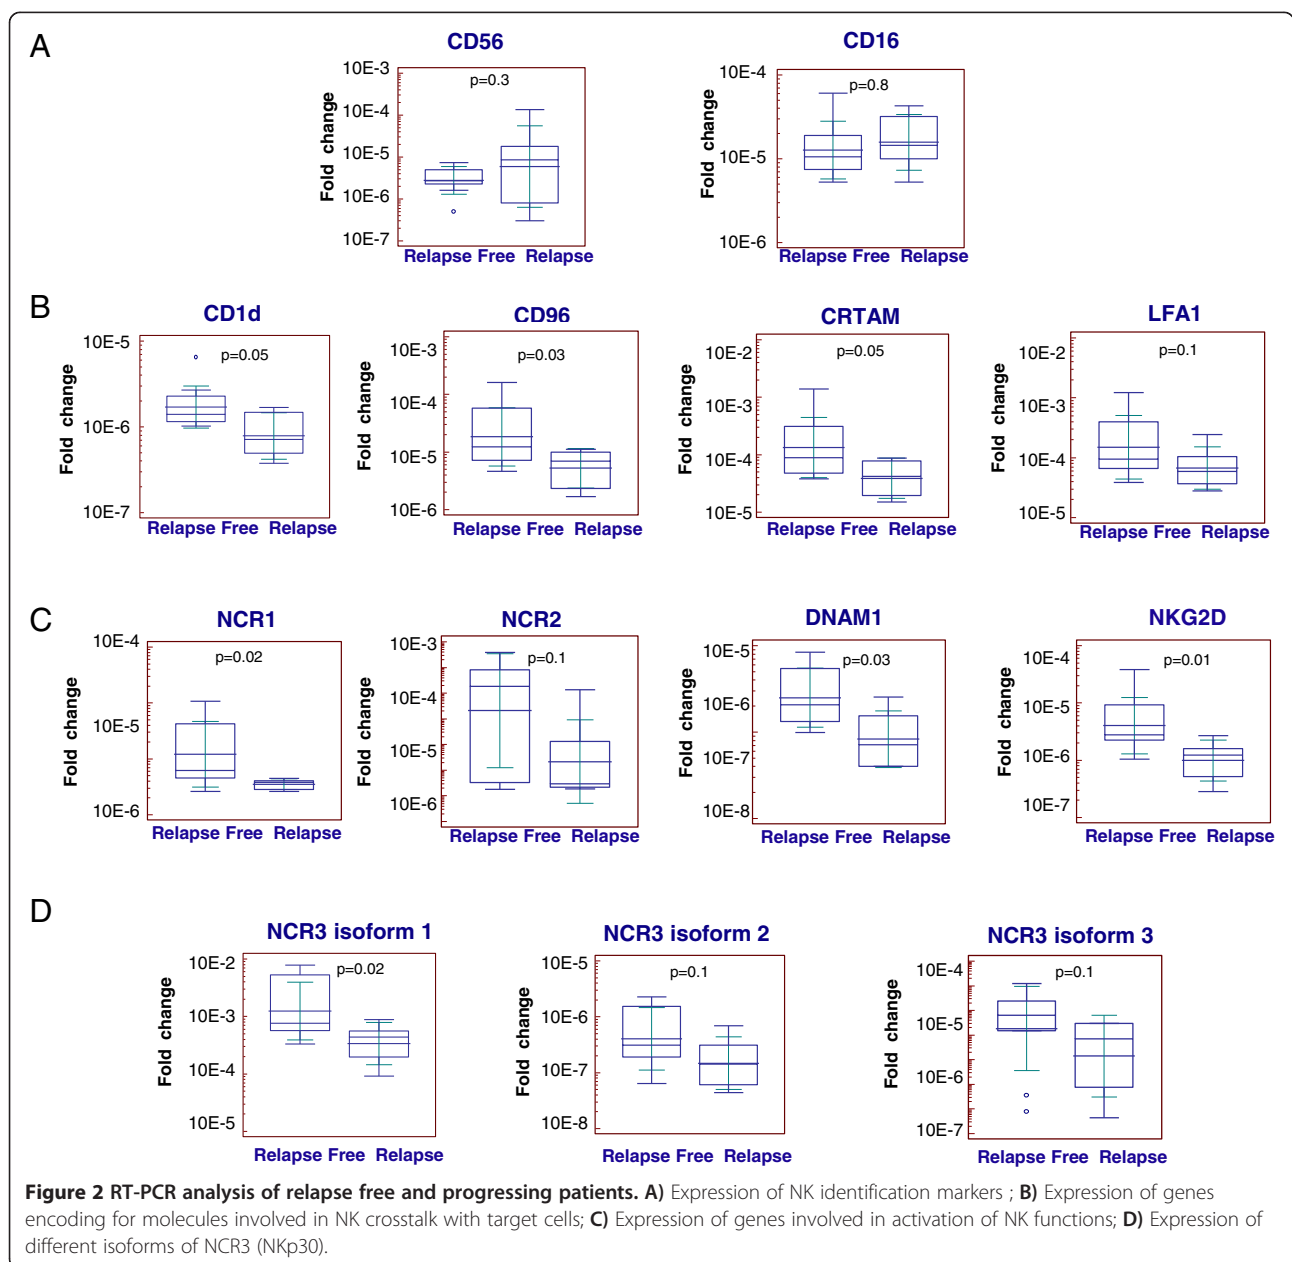 A
CD56
CD16
10E-3
10E-4
10E-5
10E-6
10E-7
Fold change
p=0.3
Relapse Free Relapse
10E-4
10E-5
10E-6
Fold change
p=0.8
Relapse Free Relapse
B
CD1d
CD96
CRTAM
LFA1
10E-5
10E-6
10E-7
Fold change
p=0.05
Relapse Free Relapse
10E-3
10E-4
10E-5
10E-6
Fold change
p=0.03
Relapse Free Relapse
10E-2
10E-3
10E-4
10E-5
Fold change
p=0.05
Relapse Free Relapse
10E-2
10E-3
10E-4
10E-5
Fold change
p=0.1
Relapse Free Relapse
C
NCR1
NCR2
DNAM1
NKG2D
10E-4
10E-5
10E-6
Fold change
p=0.02
Relapse Free Relapse
10E-3
10E-4
10E-5
10E-6
Fold change
p=0.1
Relapse Free Relapse
10E-5
10E-6
10E-7
10E-8
Fold change
p=0.03
Relapse Free Relapse
10E-4
10E-5
10E-6
10E-7
Fold change
p=0.01
Relapse Free Relapse
D
NCR3 isoform 1
NCR3 isoform 2
NCR3 isoform 3
10E-2
10E-3
10E-4
10E-5
Fold change
p=0.02
Relapse Free Relapse
10E-5
10E-6
10E-7
10E-8
Fold change
p=0.1
Relapse Free Relapse
10E-4
10E-5
10E-6
10E-7
Fold change
p=0.1
Relapse Free Relapse
Figure 2 RT-PCR analysis of relapse free and progressing patients. A) Expression of NK identification markers ; B) Expression of genes
encoding for molecules involved in NK crosstalk with target cells; C) Expression of genes involved in activation of NK functions; D) Expression of
different isoforms of NCR3 (NKp30).